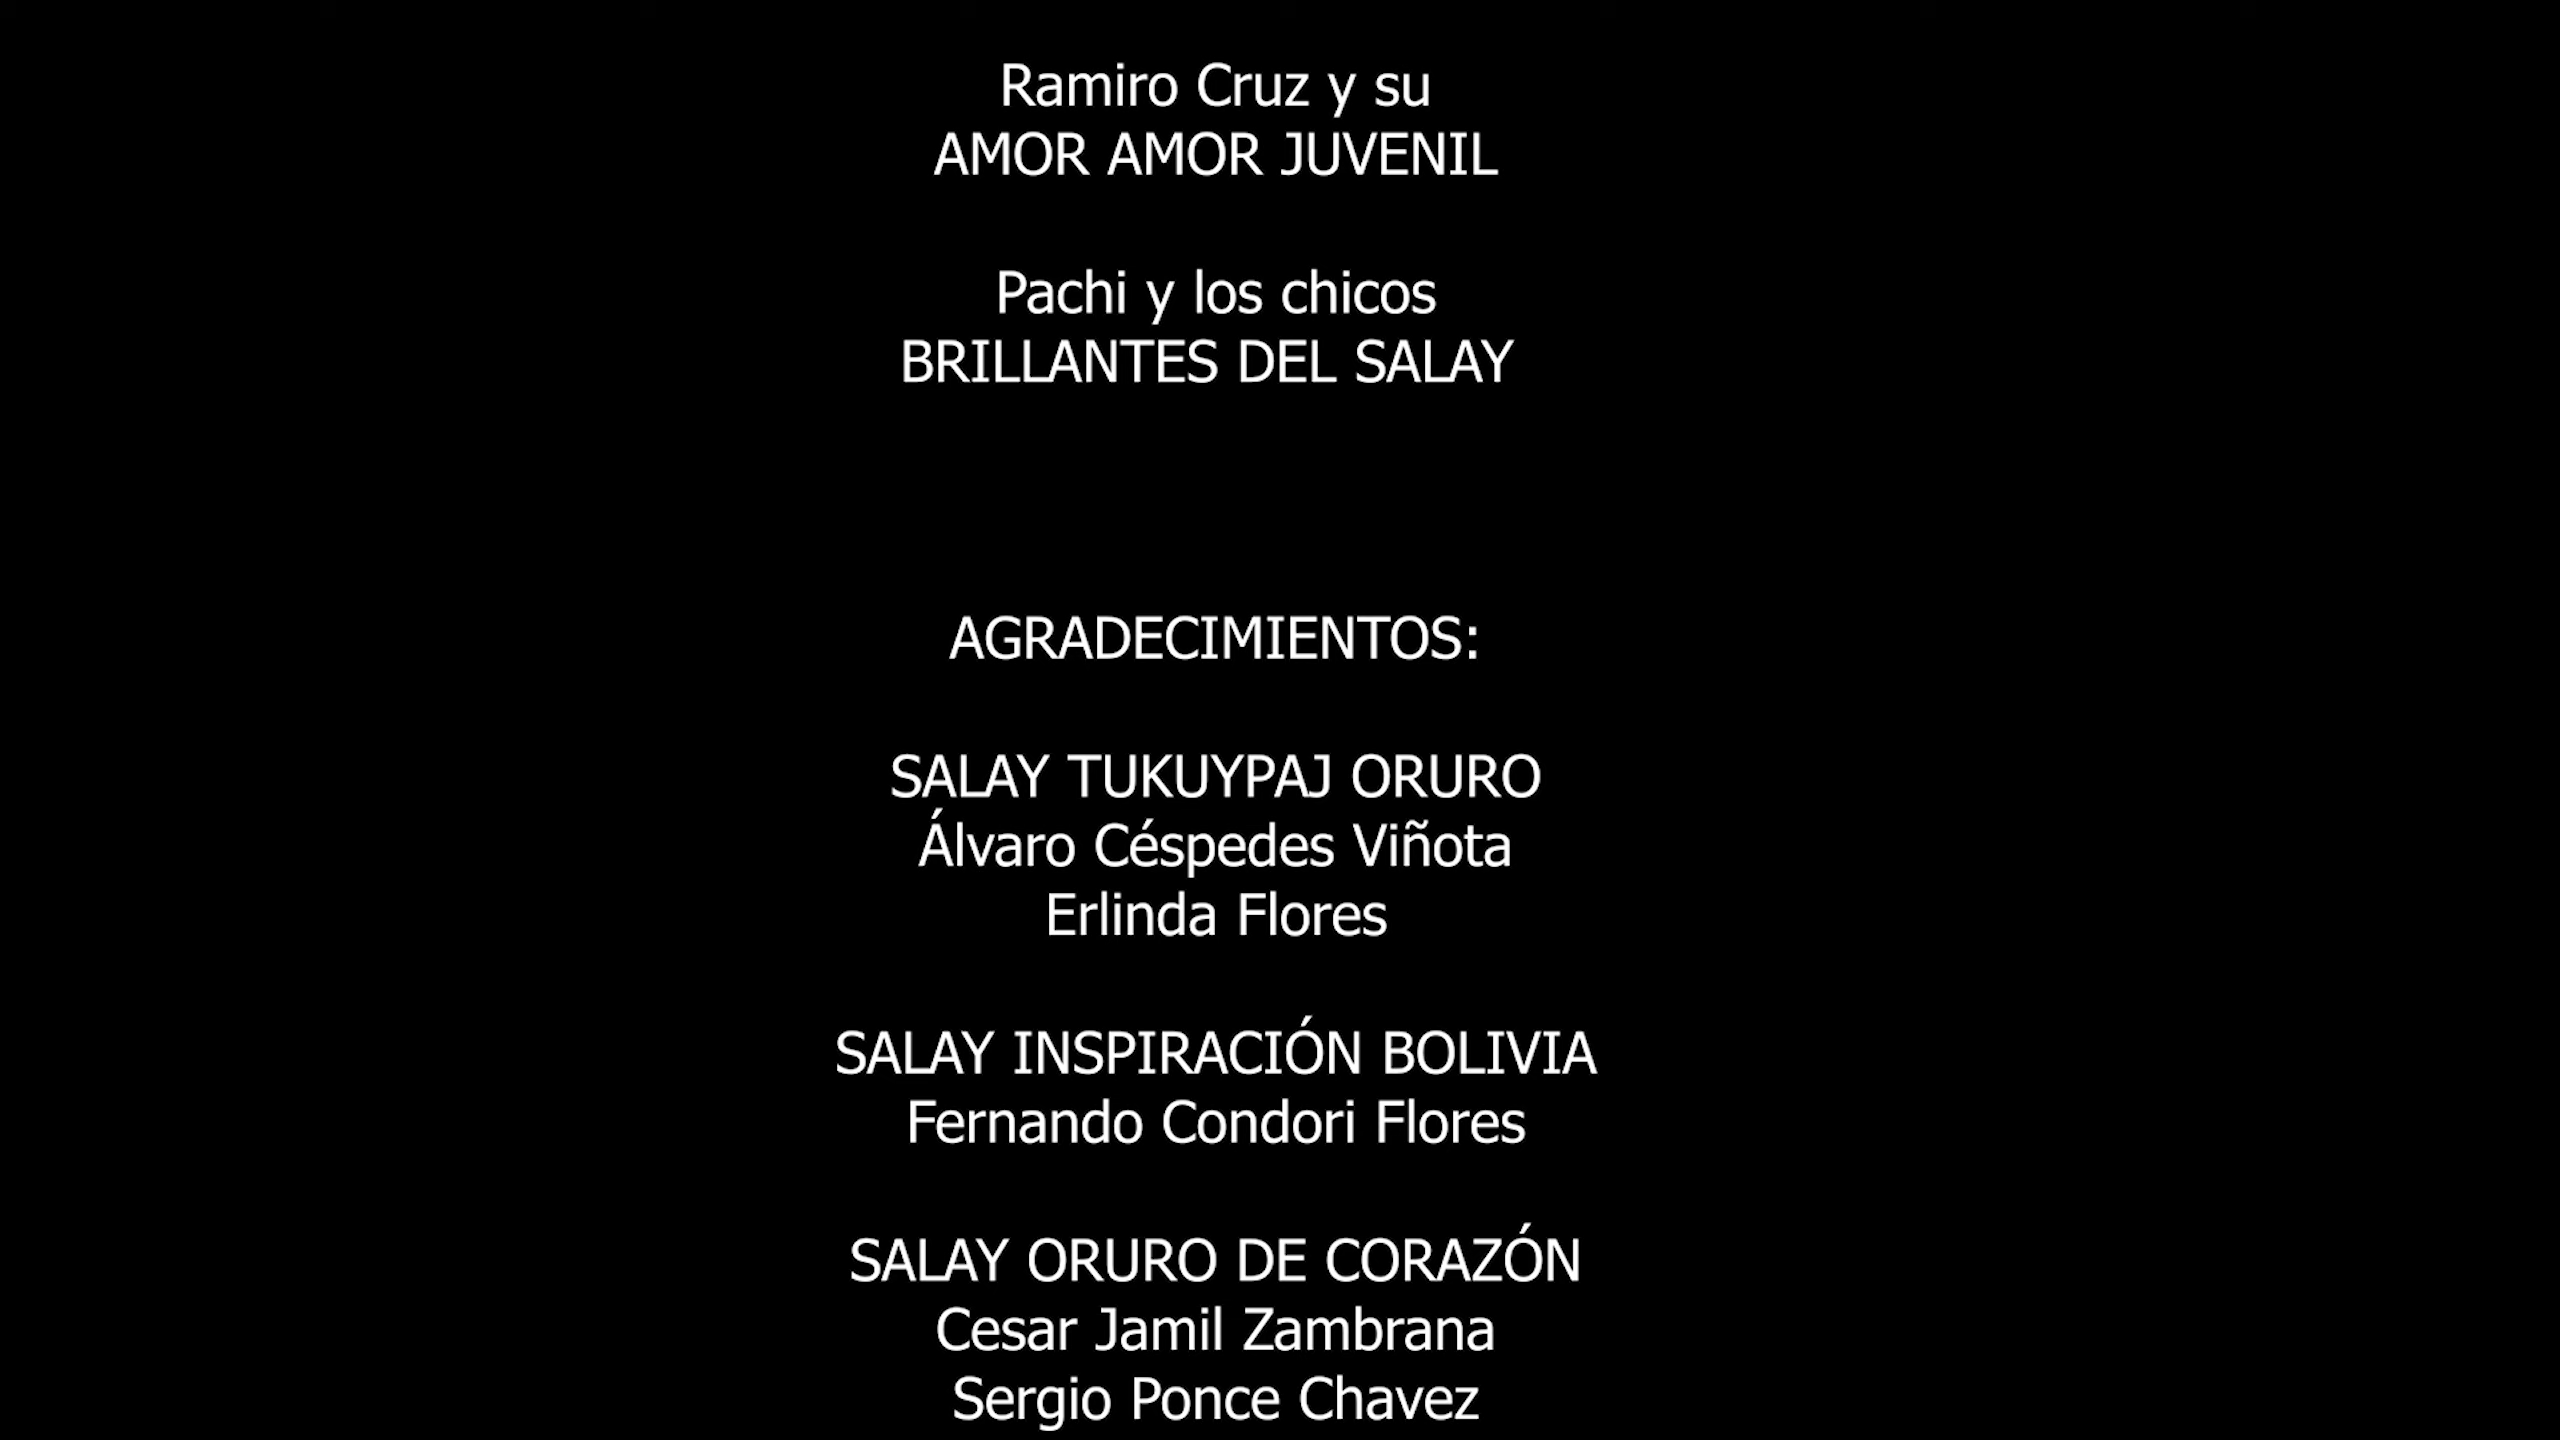 Ramiro Cruz y su
AMOR AMOR JUVENIL
Pachi y los chicos
BRILLANTES DEL SALAY
AGRADECIMIENTOS:
SALAY TUKUYPAJ ORURO
Álvaro Céspedes Viñota
Erlinda Flores
SALAY INSPIRACIÓN BOLIVIA
Fernando Condori Flores
SALAY ORURO DE CORAZÓN
Cesar Jamil Zambrana
Sergio Ponce Chavez